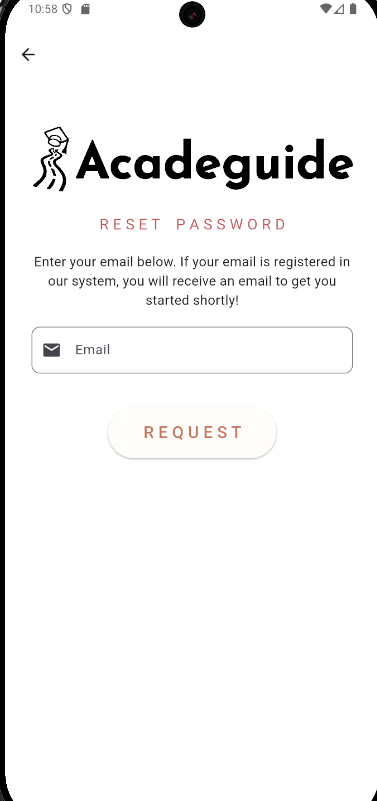 10:58
Acadeguide
RESET PASSWORD
Enter your email below. If your email is registered in
our system, you will receive an email to get you
started shortly!
Email
REQUEST